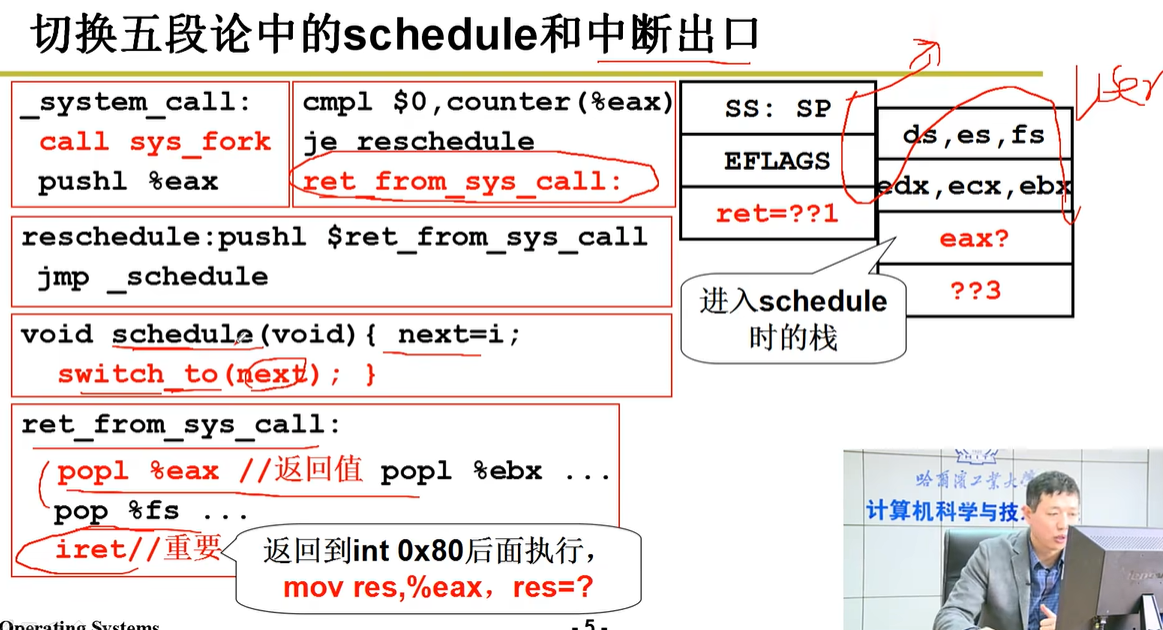 切换五段论中的schedule和中断出口
_system_call:
call sys_fork
pushl %eax
cmpl $0,counter(%eax)
je reschedule
ret_from_sys_call:
reschedule:pushl $ret_from_sys_call
jmp _schedule
void schedule(void){ next=i;
switch_to(next); }
ret_from_sys_call:
popl %eax //返回值 popl %ebx ...
pop %fs ...
iret//重要
返回到int 0x80后面执行，
mov res,%eax，res=?
SS: SP
EFLAGS
ret=??1
ds,es,fs
edx,ecx,ebx
eax?
??3
进入schedule
时的栈
User
哈尔滨工业大学
计算机科学与技
Operating Systems
- 5 -